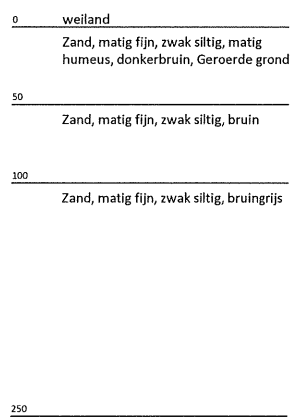 0 weiland
Zand, matig fijn, zwak siltig, matig
humeus, donkerbruin, Geroerde grond
50
Zand, matig fijn, zwak siltig, bruin
100
Zand, matig fijn, zwak siltig, bruingrijs
250